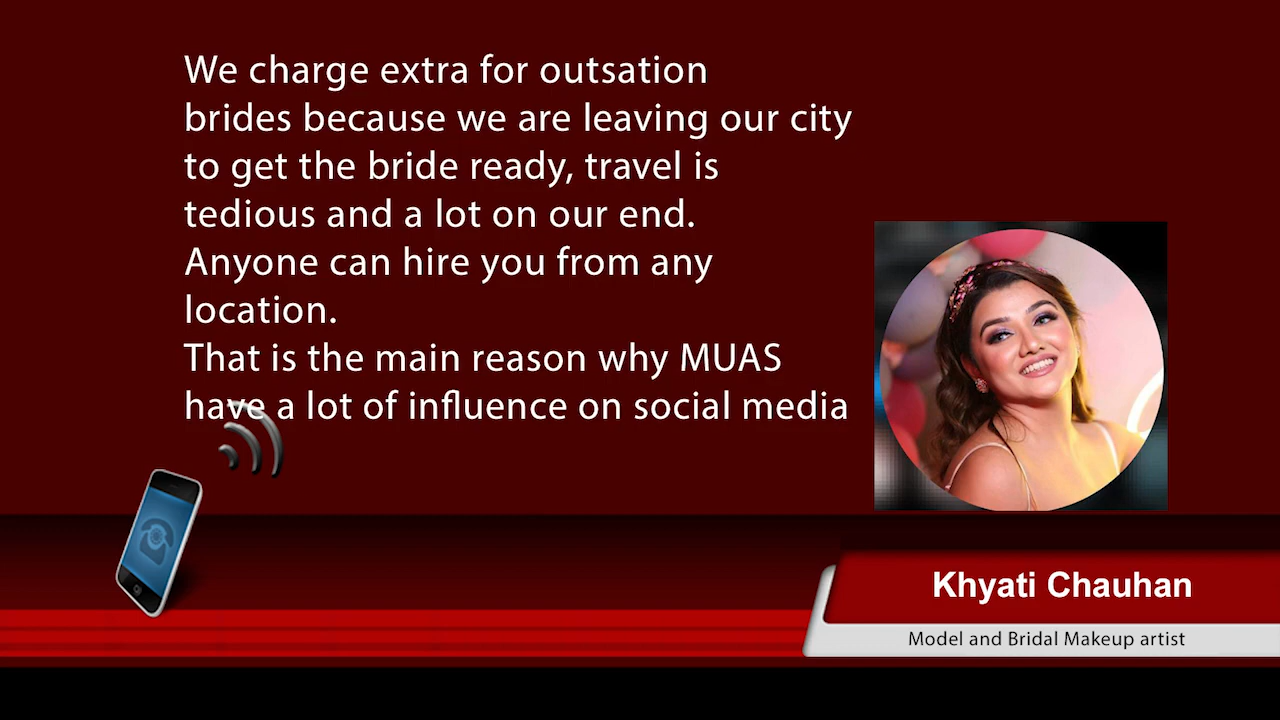 We charge extra for outsation
brides because we are leaving our city
to get the bride ready, travel is
tedious and a lot on our end.
Anyone can hire you from any
location.
That is the main reason why MUAS
have a lot of influence on social media
Khyati Chauhan
Model and Bridal Makeup artist